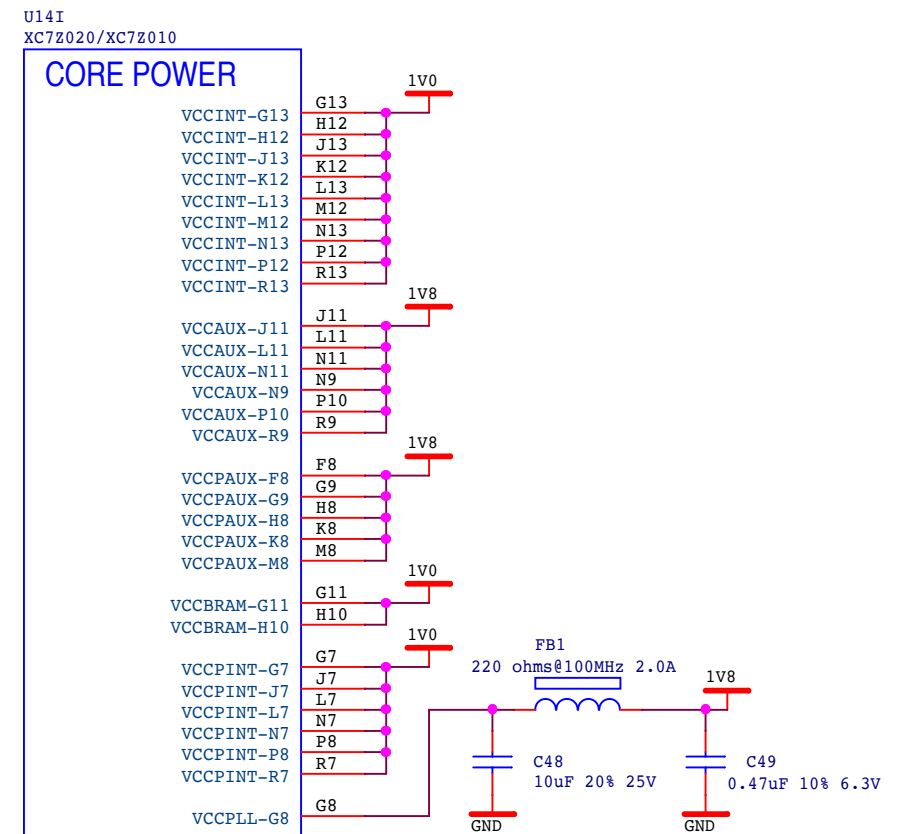 U14I
XC7Z020/XC7Z010
CORE POWER
1V0
VCCINT-G13 G13
VCCINT-H12 H12
VCCINT-J13 J13
VCCINT-K12 K12
VCCINT-L13 L13
VCCINT-M12 M12
VCCINT-N13 N13
VCCINT-P12 P12
VCCINT-R13 R13
1V8
VCCAUX-J11 J11
VCCAUX-L11 L11
VCCAUX-N11 N11
VCCAUX-N9 N9
VCCAUX-P10 P10
VCCAUX-R9 R9
1V8
VCCPAUX-F8 F8
VCCPAUX-G9 G9
VCCPAUX-H8 H8
VCCPAUX-K8 K8
VCCPAUX-M8 M8
1V0
VCCBRAM-G11 G11
VCCBRAM-H10 H10
1V0
VCCPINT-G7 G7
VCCPINT-J7 J7
VCCPINT-L7 L7
VCCPINT-N7 N7
VCCPINT-P8 P8
VCCPINT-R7 R7
VCCPLL-G8 G8
FB1
220 ohms@100MHz 2.0A
1V8
C48
10uF 20% 25V
GND
C49
0.47uF 10% 6.3V
GND